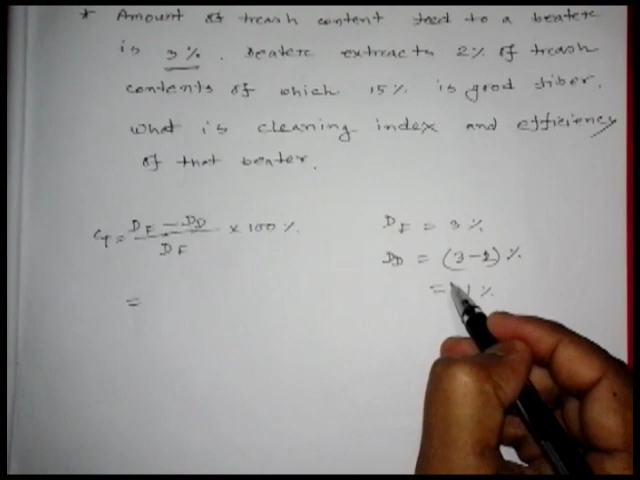 * Amount of trash content feed to a beater
is 3%. Beater extracts 2% of trash
contents of which 15% is good fiber.
What is cleaning index and efficiency
of that beater.
CI = (DF - DD) / DF × 100%
DF = 3%
DD = (3-2)%
=
= 1%